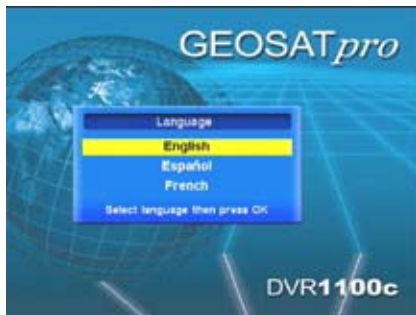 GEOSATpro
Language
English
Español
French
Select language then press OK
DVR1100c